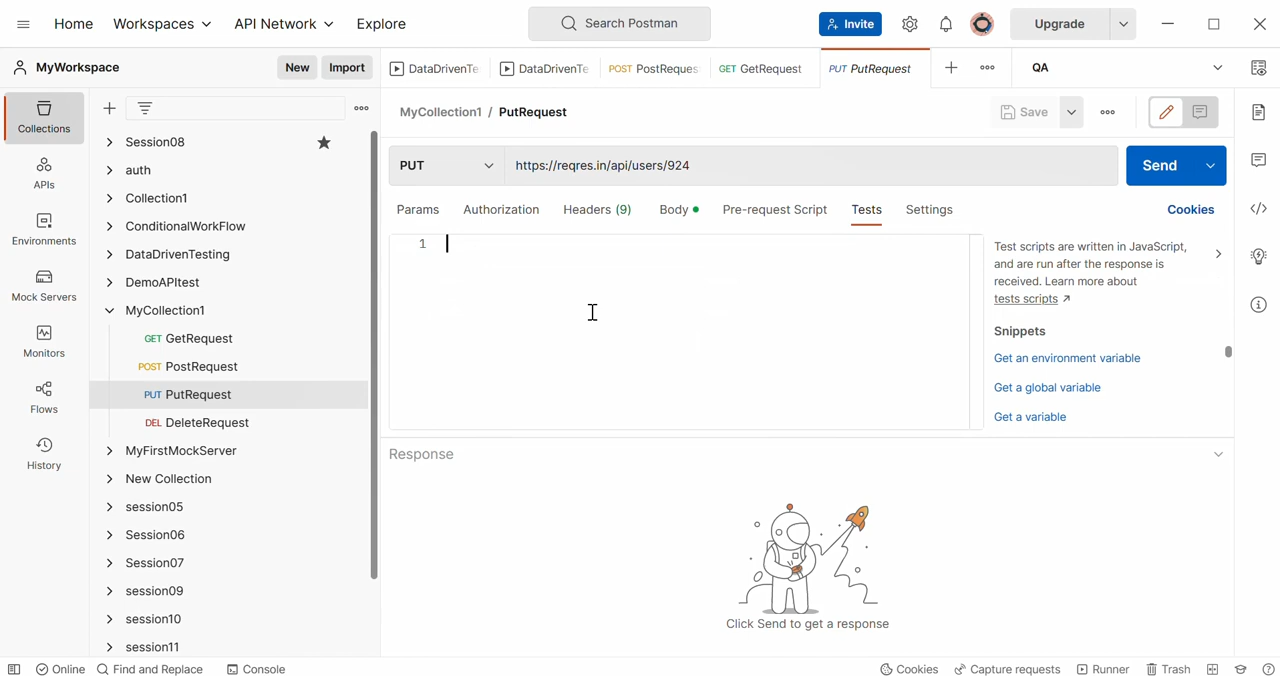 Home Workspaces API Network Explore Search Postman Invite Upgrade
MyWorkspace New Import DataDrivenTe DataDrivenTe POST PostReques GET GetRequest PUT PutRequest QA
Collections
APIs
Environments
Mock Servers
Monitors
Flows
History
Session08
auth
Collection1
ConditionalWorkFlow
DataDrivenTesting
DemoAPItest
MyCollection1
GET GetRequest
POST PostRequest
PUT PutRequest
DEL DeleteRequest
MyFirstMockServer
New Collection
session05
Session06
Session07
session09
session10
session11
MyCollection1 / PutRequest Save
PUT https://reqres.in/api/users/924 Send
Params Authorization Headers (9) Body Pre-request Script Tests Settings Cookies
1
Test scripts are written in JavaScript,
and are run after the response is
received. Learn more about
tests scripts
Snippets
Get an environment variable
Get a global variable
Get a variable
Response
Click Send to get a response
Online Find and Replace Console Cookies Capture requests Runner Trash